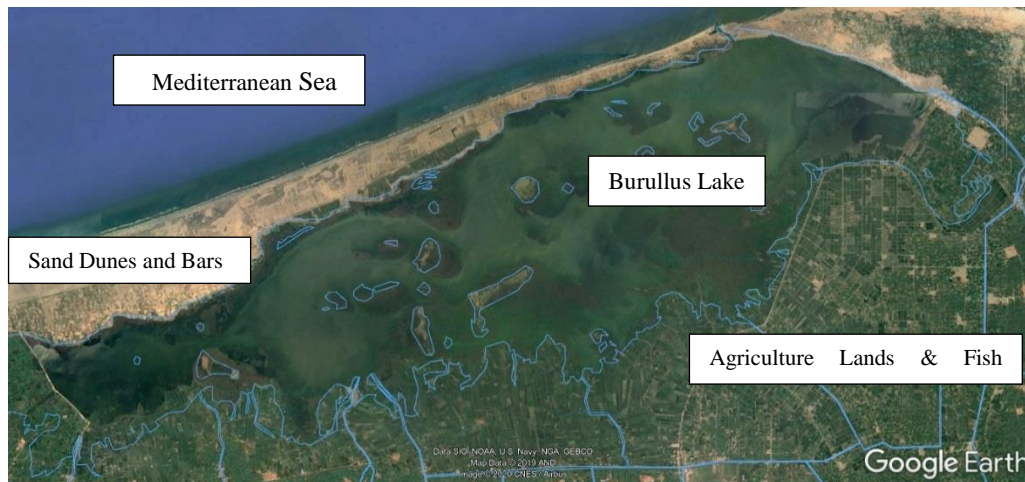 Mediterranean Sea
Burullus Lake
Sand Dunes and Bars
Agriculture Lands & Fish
Data SIO, NOAA, U.S. Navy, NGA, GEBCO
Map Data © 2019 AND
Image © 2020 CNES / Airbus
Google Earth